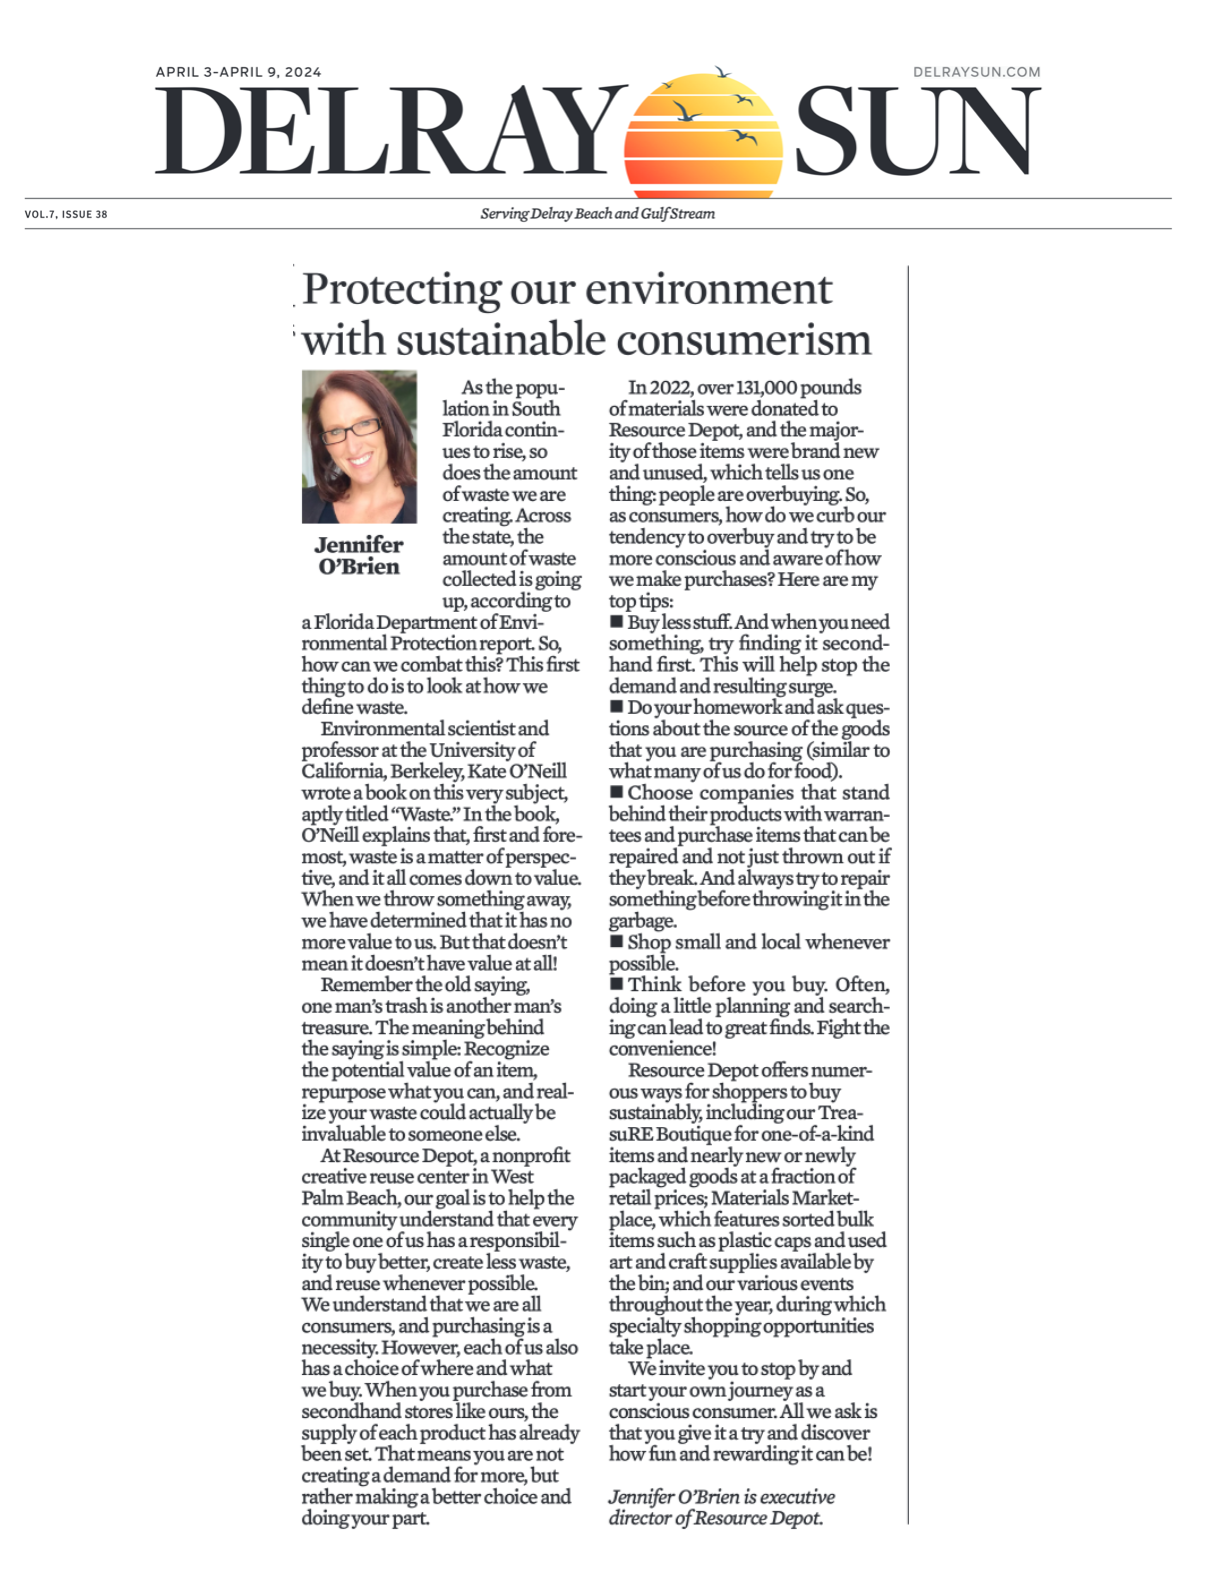 APRIL 3-APRIL 9, 2024
DELRAYSUN.COM
DELRAY SUN
VOL.7, ISSUE 38
Serving Delray Beach and Gulf Stream
Protecting our environment
with sustainable consumerism
Jennifer
O’Brien
As the popu-
lation in South
Florida contin-
ues to rise, so
does the amount
of waste we are
creating. Across
the state, the
amount of waste
collected is going
up, according to
a Florida Department of Envi-
ronmental Protection report. So,
how can we combat this? This first
thing to do is to look at how we
define waste.
Environmental scientist and
professor at the University of
California, Berkeley, Kate O’Neill
wrote a book on this very subject,
aptly titled “Waste.” In the book,
O’Neill explains that, first and fore-
most, waste is a matter of perspec-
tive, and it all comes down to value.
When we throw something away,
we have determined that it has no
more value to us. But that doesn’t
mean it doesn’t have value at all!
Remember the old saying,
one man’s trash is another man’s
treasure. The meaning behind
the saying is simple: Recognize
the potential value of an item,
repurpose what you can, and real-
ize your waste could actually be
invaluable to someone else.
At Resource Depot, a nonprofit
creative reuse center in West
Palm Beach, our goal is to help the
community understand that every
single one of us has a responsibil-
ity to buy better, create less waste,
and reuse whenever possible.
We understand that we are all
consumers, and purchasing is a
necessity. However, each of us also
has a choice of where and what
we buy. When you purchase from
secondhand stores like ours, the
supply of each product has already
been set. That means you are not
creating a demand for more, but
rather making a better choice and
doing your part.
In 2022, over 131,000 pounds
of materials were donated to
Resource Depot, and the major-
ity of those items were brand new
and unused, which tells us one
thing: people are overbuying. So,
as consumers, how do we curb our
tendency to overbuy and try to be
more conscious and aware of how
we make purchases? Here are my
top tips:
■ Buy less stuff. And when you need
something, try finding it second-
hand first. This will help stop the
demand and resulting surge.
■ Do your homework and ask ques-
tions about the source of the goods
that you are purchasing (similar to
what many of us do for food).
■ Choose companies that stand
behind their products with warran-
tees and purchase items that can be
repaired and not just thrown out if
they break. And always try to repair
something before throwing it in the
garbage.
■ Shop small and local whenever
possible.
■ Think before you buy. Often,
doing a little planning and search-
ing can lead to great finds. Fight the
convenience!
Resource Depot offers numer-
ous ways for shoppers to buy
sustainably, including our Trea-
suRE Boutique for one-of-a-kind
items and nearly new or newly
packaged goods at a fraction of
retail prices; Materials Market-
place, which features sorted bulk
items such as plastic caps and used
art and craft supplies available by
the bin; and our various events
throughout the year, during which
specialty shopping opportunities
take place.
We invite you to stop by and
start your own journey as a
conscious consumer. All we ask is
that you give it a try and discover
how fun and rewarding it can be!
Jennifer O’Brien is executive
director of Resource Depot.